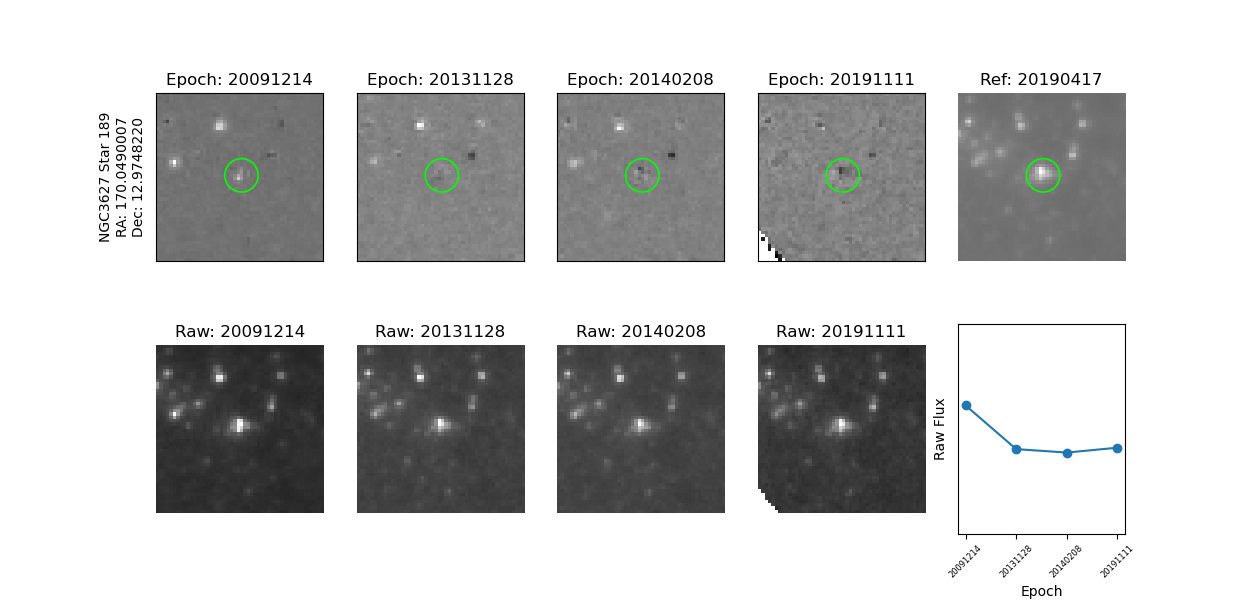 NGC3627 Star 189
RA: 170.0490007
Dec: 12.9748220
Epoch: 20091214
Epoch: 20131128
Epoch: 20140208
Epoch: 20191111
Ref: 20190417
Raw: 20091214
Raw: 20131128
Raw: 20140208
Raw: 20191111
Raw Flux
20091214
20131128
20140208
20191111
Epoch